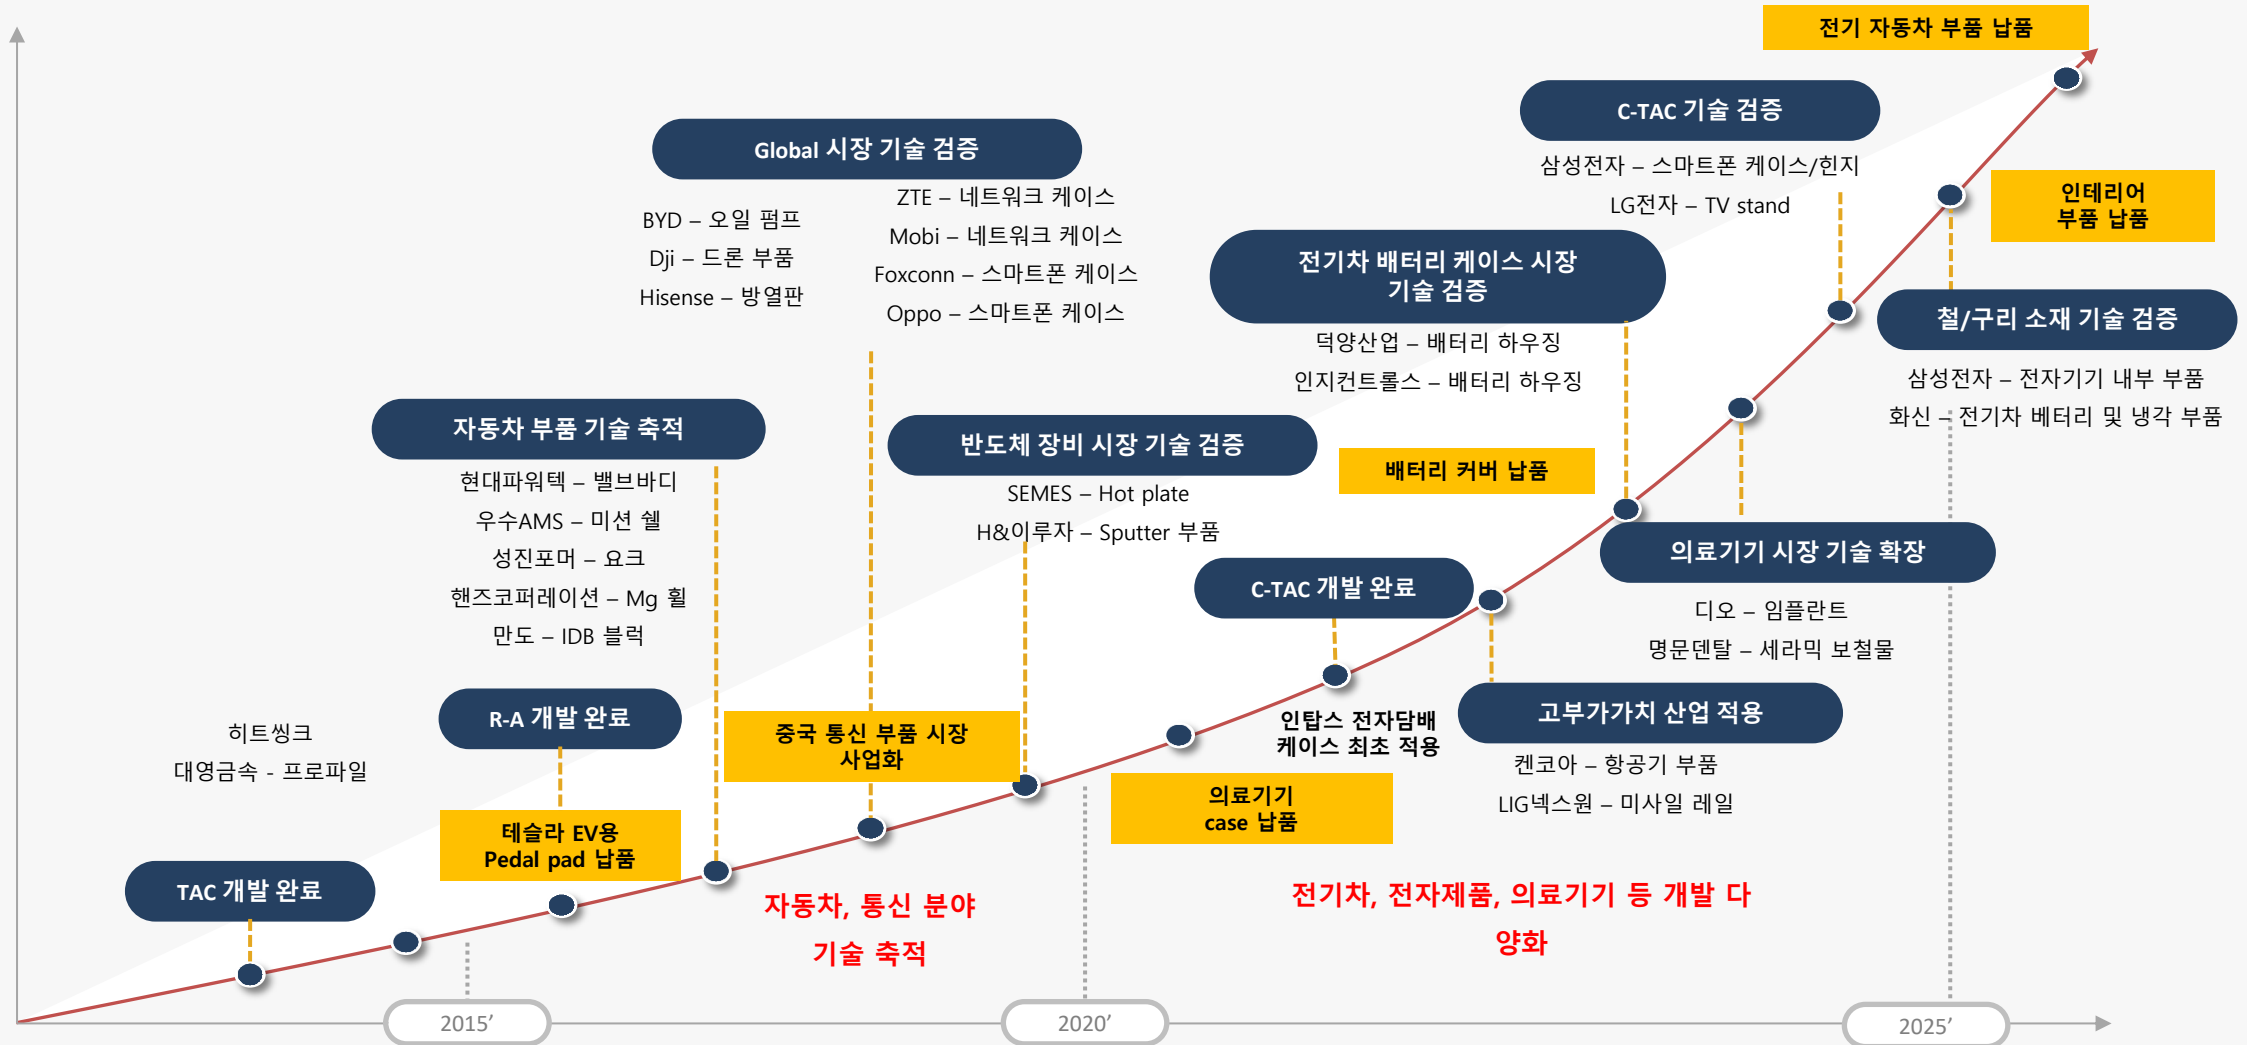 전기 자동차 부품 납품
C-TAC 기술 검증
삼성전자 – 스마트폰 케이스/힌지
LG전자 – TV stand
Global 시장 기술 검증
BYD – 오일 펌프
Dji – 드론 부품
Hisense – 방열판
ZTE – 네트워크 케이스
Mobi – 네트워크 케이스
Foxconn – 스마트폰 케이스
Oppo – 스마트폰 케이스
인테리어
부품 납품
전기차 배터리 케이스 시장
기술 검증
덕양산업 – 배터리 하우징
인지컨트롤스 – 배터리 하우징
철/구리 소재 기술 검증
삼성전자 – 전자기기 내부 부품
화신 – 전기차 베터리 및 냉각 부품
자동차 부품 기술 축적
현대파워텍 – 밸브바디
우수AMS – 미션 쉘
성진포머 – 요크
핸즈코퍼레이션 – Mg 휠
만도 – IDB 블럭
반도체 장비 시장 기술 검증
SEMES – Hot plate
H&이루자 – Sputter 부품
배터리 커버 납품
의료기기 시장 기술 확장
디오 – 임플란트
명문덴탈 – 세라믹 보철물
C-TAC 개발 완료
인탑스 전자담배
케이스 최초 적용
고부가가치 산업 적용
켄코아 – 항공기 부품
LIG넥스원 – 미사일 레일
히트씽크
대영금속 - 프로파일
R-A 개발 완료
중국 통신 부품 시장
사업화
의료기기
case 납품
테슬라 EV용
Pedal pad 납품
TAC 개발 완료
자동차, 통신 분야
기술 축적
전기차, 전자제품, 의료기기 등 개발 다
양화
2015’
2020’
2025’